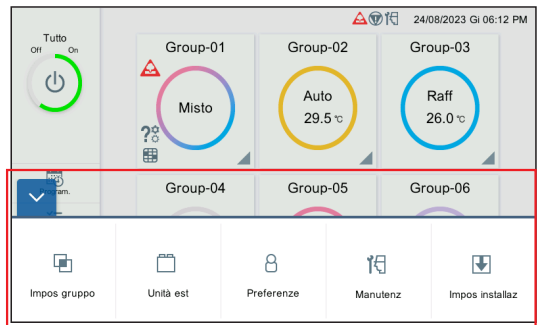 24/08/2023 Gi 06:12 PM
Tutto
Off On
Group-01
Group-02
Group-03
Misto
Auto
29.5 °C
Raff
26.0 °C
Group-04
Group-05
Group-06
Impos gruppo
Unità est
Preferenze
Manutenz
Impos installaz